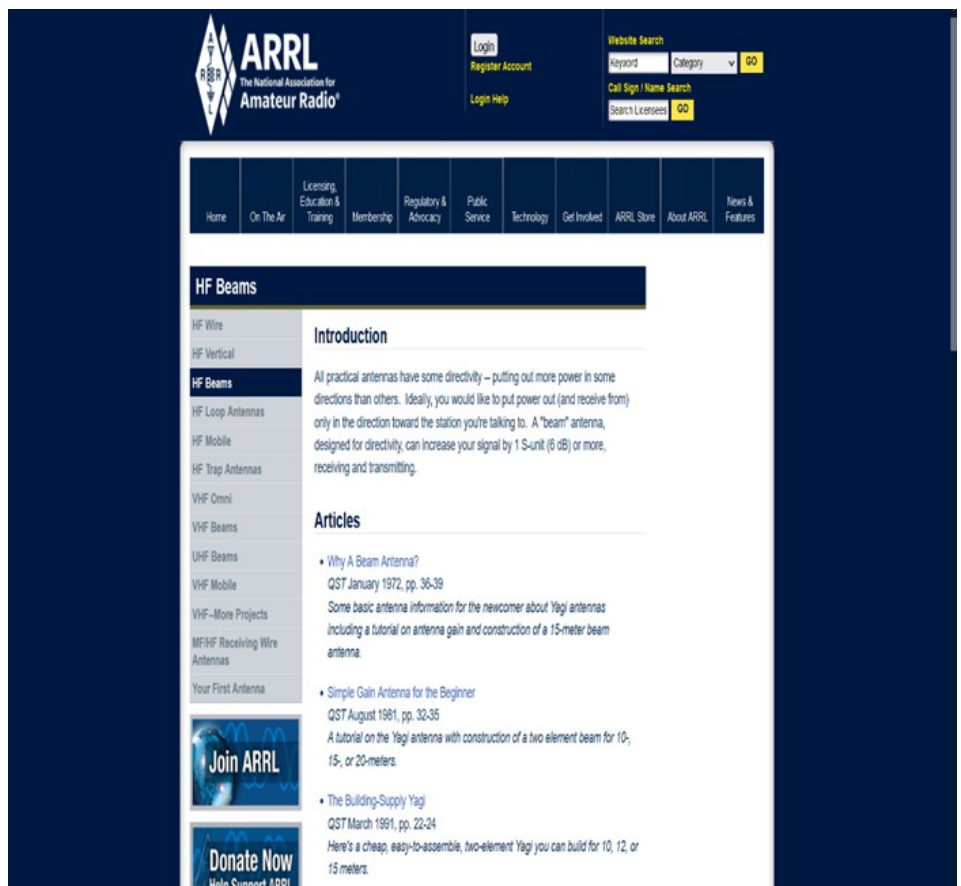 ARRL
The National Association for
Amateur Radio®
Login
Register Account
Login Help
Website Search
Keyword Category GO
Call Sign / Name Search
Search Licensees GO
Home
On The Air
Licensing,
Education &
Training
Membership
Regulatory &
Advocacy
Public
Service
Technology
Get Involved
ARRL Store
About ARRL
News &
Features
HF Beams
HF Wire
HF Vertical
HF Beams
HF Loop Antennas
HF Mobile
HF Trap Antennas
VHF Omni
VHF Beams
UHF Beams
VHF Mobile
VHF–More Projects
MF/HF Receiving Wire
Antennas
Your First Antenna
Join ARRL
Donate Now
Help Support ARRL
Introduction
All practical antennas have some directivity – putting out more power in some
directions than others. Ideally, you would like to put power out (and receive from)
only in the direction toward the station you're talking to. A "beam" antenna,
designed for directivity, can increase your signal by 1 S-unit (6 dB) or more,
receiving and transmitting.
Articles
• Why A Beam Antenna?
QST January 1972, pp. 36-39
Some basic antenna information for the newcomer about Yagi antennas
including a tutorial on antenna gain and construction of a 15-meter beam
antenna.
• Simple Gain Antenna for the Beginner
QST August 1981, pp. 32-35
A tutorial on the Yagi antenna with construction of a two element beam for 10-,
15-, or 20-meters.
• The Building-Supply Yagi
QST March 1991, pp. 22-24
Here's a cheap, easy-to-assemble, two-element Yagi you can build for 10, 12, or
15 meters.